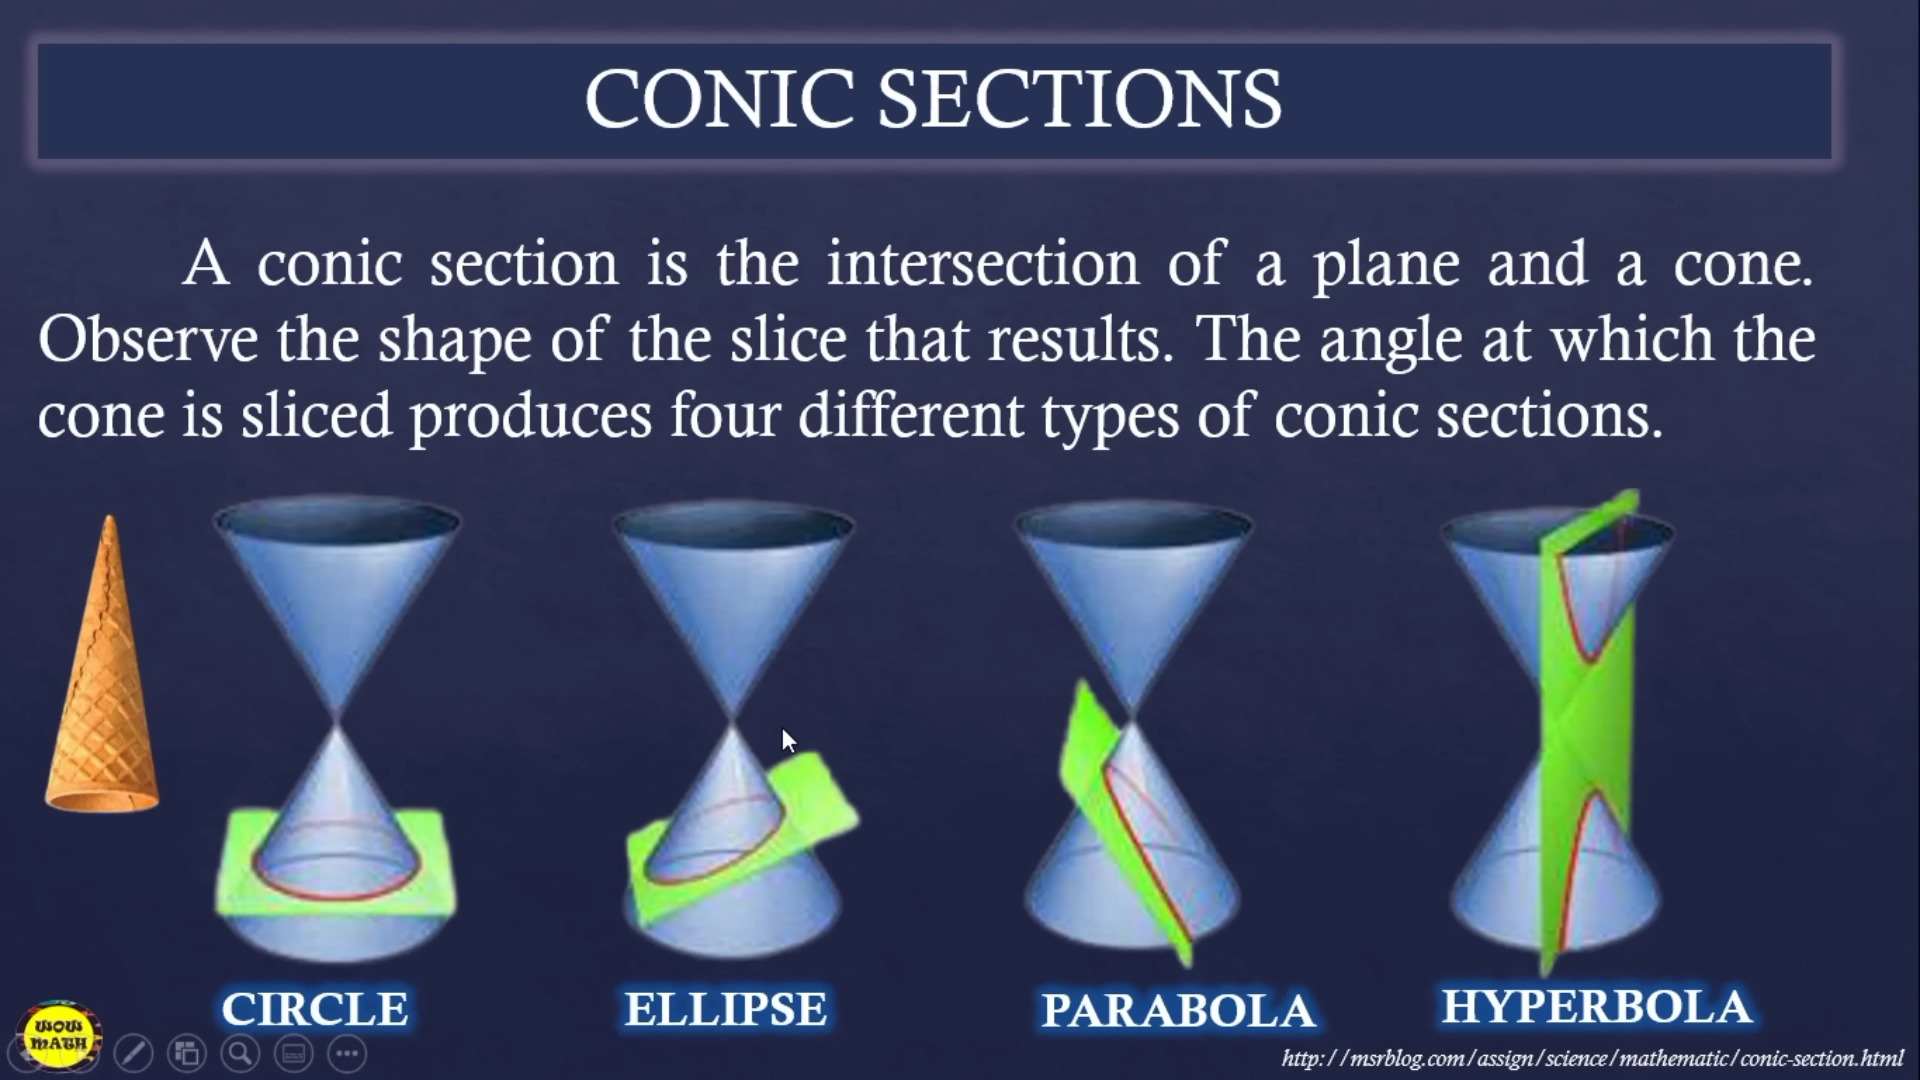 CONIC SECTIONS
A conic section is the intersection of a plane and a cone.
Observe the shape of the slice that results. The angle at which the
cone is sliced produces four different types of conic sections.
CIRCLE
ELLIPSE
PARABOLA
HYPERBOLA
WOW
MATH
http://msrblog.com/assign/science/mathematic/conic-section.html